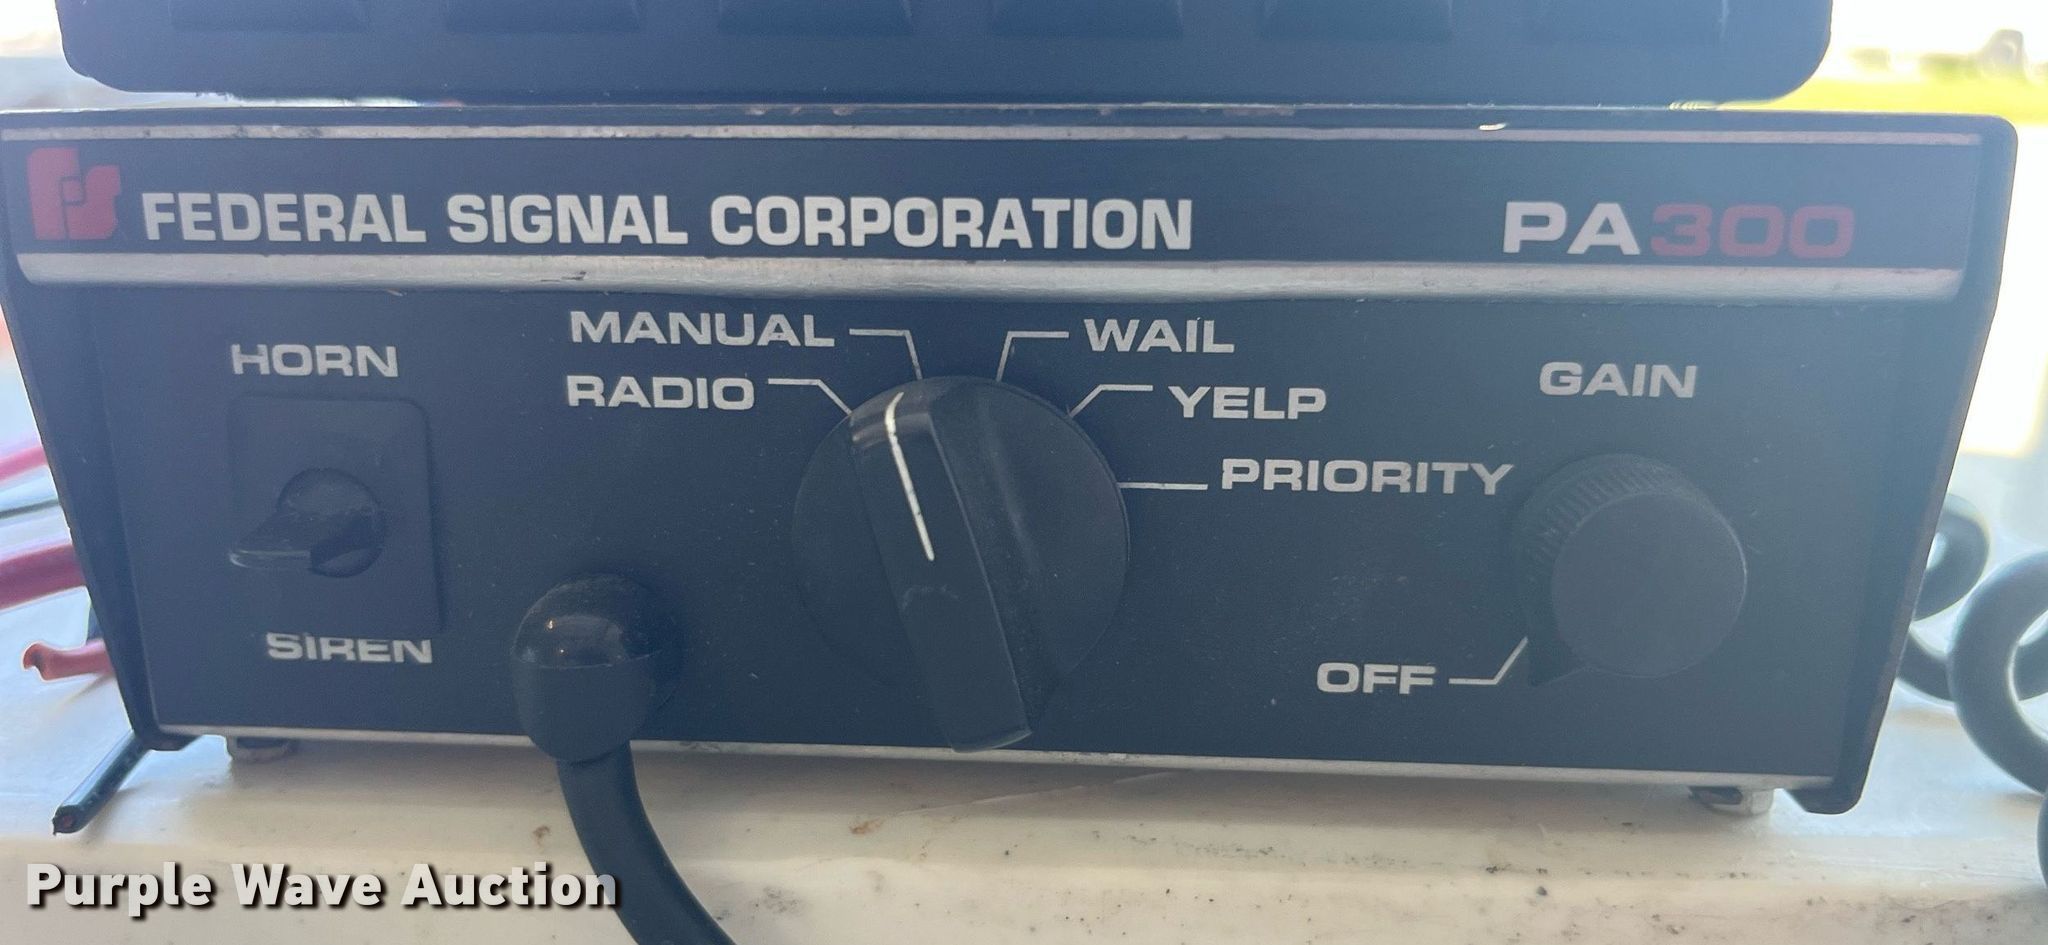 FEDERAL SIGNAL CORPORATION PA300
HORN
MANUAL
WAIL
RADIO
YELP
GAIN
PRIORITY
SIREN
OFF
Purple Wave Auction